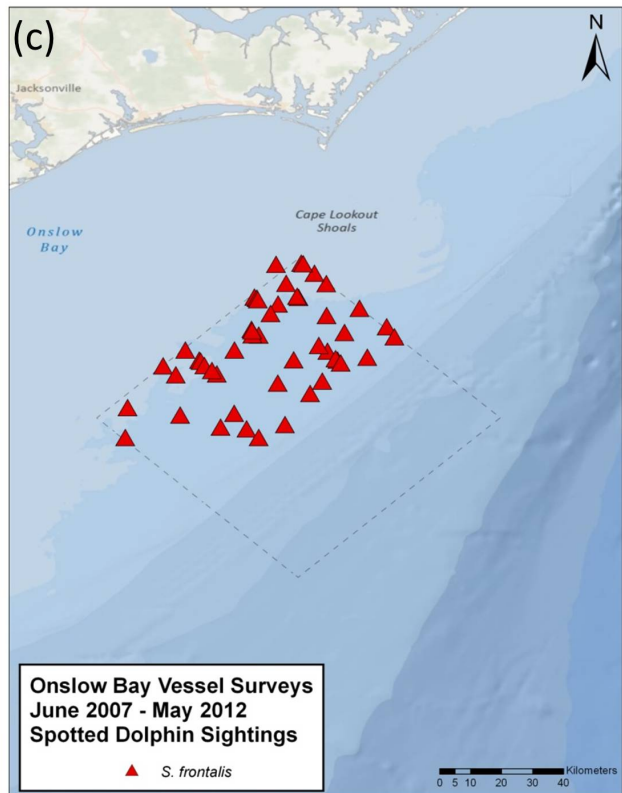 (c)
N
Jacksonville
Onslow
Bay
Cape Lookout
Shoals
Onslow Bay Vessel Surveys
June 2007 - May 2012
Spotted Dolphin Sightings
S. frontalis
Kilometers
0 5 10 20 30 40